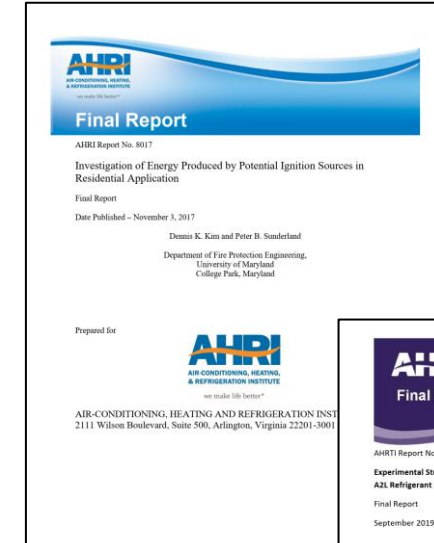 AHRI
AIR-CONDITIONING, HEATING,
& REFRIGERATION INSTITUTE
we make life better®
Final Report
AHRI Report No. 8017
Investigation of Energy Produced by Potential Ignition Sources in
Residential Application
Final Report
Date Published – November 3, 2017
Dennis K. Kim and Peter B. Sunderland
Department of Fire Protection Engineering,
University of Maryland
College Park, Maryland
Prepared for
AHRI
AIR-CONDITIONING, HEATING,
& REFRIGERATION INSTITUTE
we make life better®
AIR-CONDITIONING, HEATING AND REFRIGERATION INST
2111 Wilson Boulevard, Suite 500, Arlington, Virginia 22201-3001
Final
AHRTI Report No
Experimental
A2L Refrigerant
Final Report
September 2019